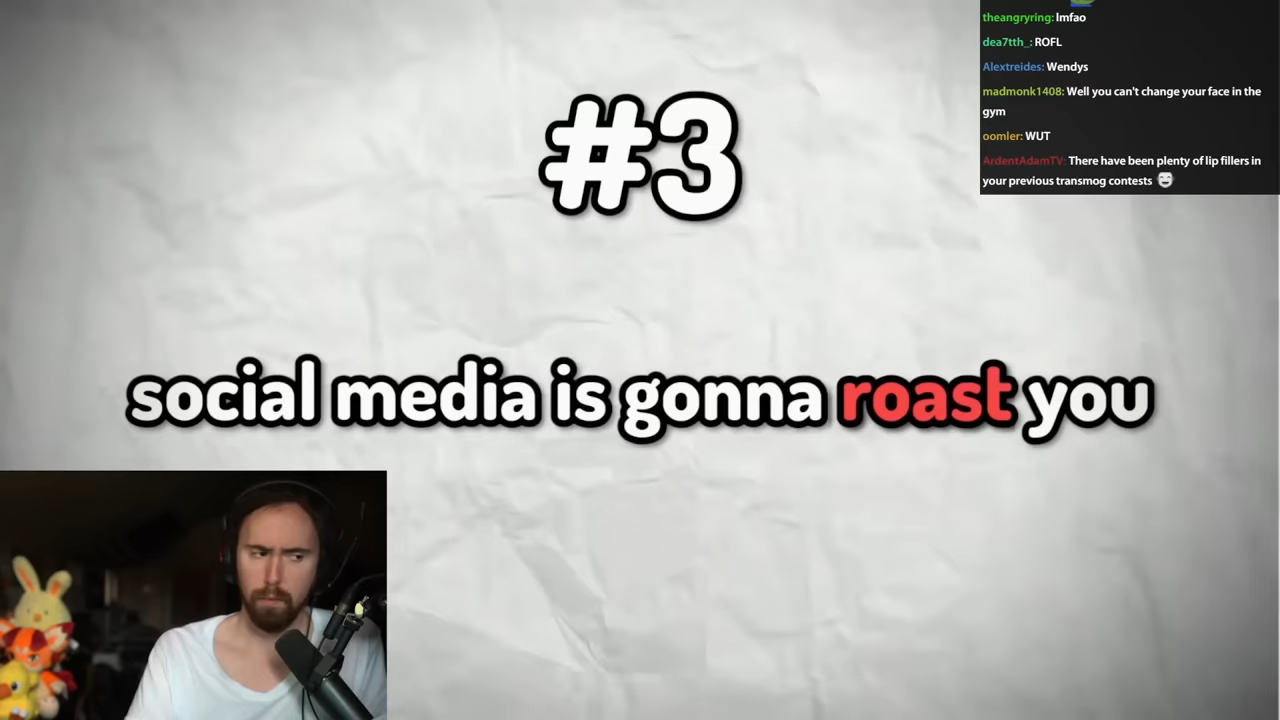 #3
social media is gonna roast you
theangryring: lmfao
dea7tth_: ROFL
Alextreides: Wendys
madmonk1408: Well you can't change your face in the
gym
oomler: WUT
ArdentAdamTV: There have been plenty of lip fillers in
your previous transmog contests